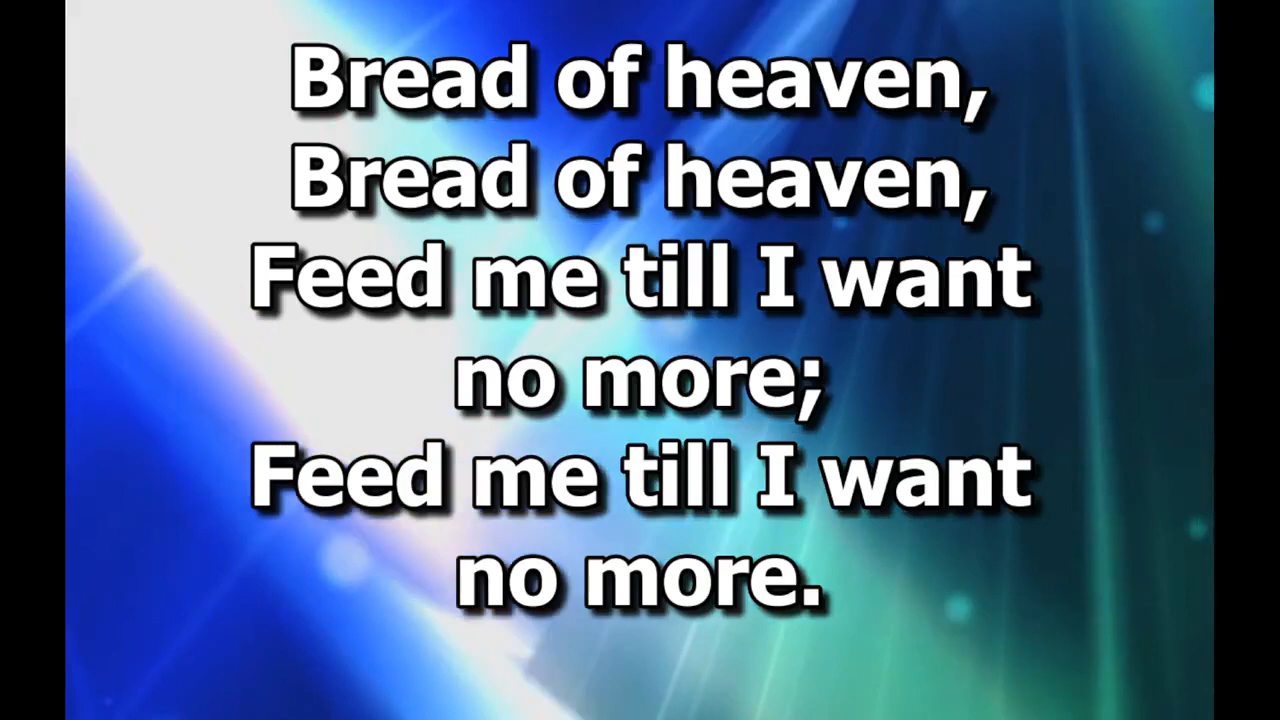 Bread of heaven,
Bread of heaven,
Feed me till I want
no more;
Feed me till I want
no more.